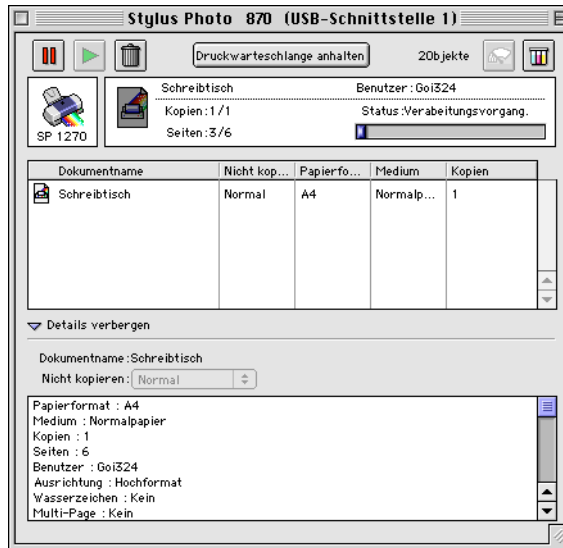 Stylus Photo 870 (USB-Schnittstelle 1)
Druckwarteschlange anhalten
2Objekte
SP 1270
Schreibtisch Benutzer :Goi324
Kopien :1/1 Status :Verabeitungsvorgang.
Seiten :3/6
Dokumentname Nicht kop... Papierfo... Medium Kopien
Schreibtisch Normal A4 Normalp... 1
Details verbergen
Dokumentname :Schreibtisch
Nicht kopieren : Normal
Papierformat : A4
Medium : Normalpapier
Kopien : 1
Seiten : 6
Benutzer : Goi324
Ausrichtung : Hochformat
Wasserzeichen : Kein
Multi-Page : Kein